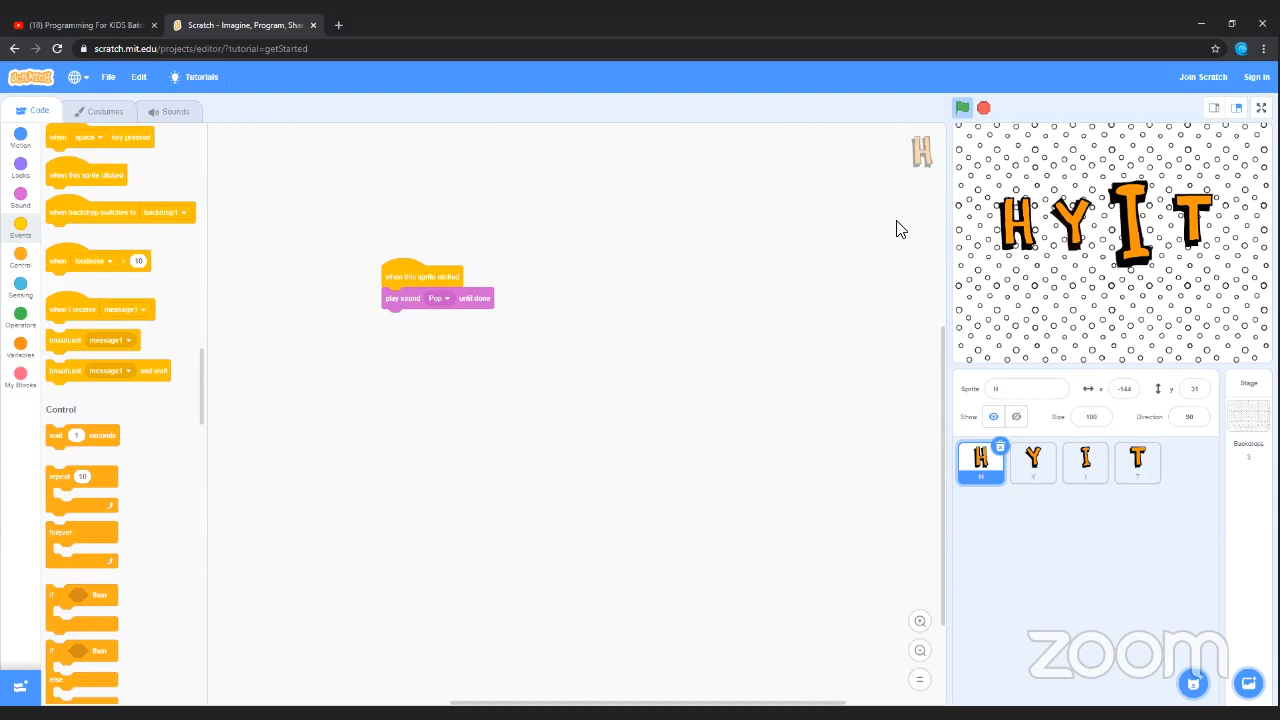 (18) Programming For KIDS Batc
Scratch - Imagine, Program, Sha
scratch.mit.edu/projects/editor/?tutorial=getStarted
SCRATCH
File
Edit
Tutorials
Join Scratch
Sign in
Code
Costumes
Sounds
Motion
Looks
Sound
Events
Control
Sensing
Operators
Variables
My Blocks
when space key pressed
when this sprite clicked
when backdrop switches to backdrop1
when loudness > 10
when I receive message1
broadcast message1
broadcast message1 and wait
Control
wait 1 seconds
repeat 10
forever
if then
if then
else
when this sprite clicked
play sound Pop until done
H
H Y I T
Sprite H
x -144
y 31
Show
Size 100
Direction 90
H
Y
I
T
H
Y
I
T
Stage
Backdrops
3
zoom